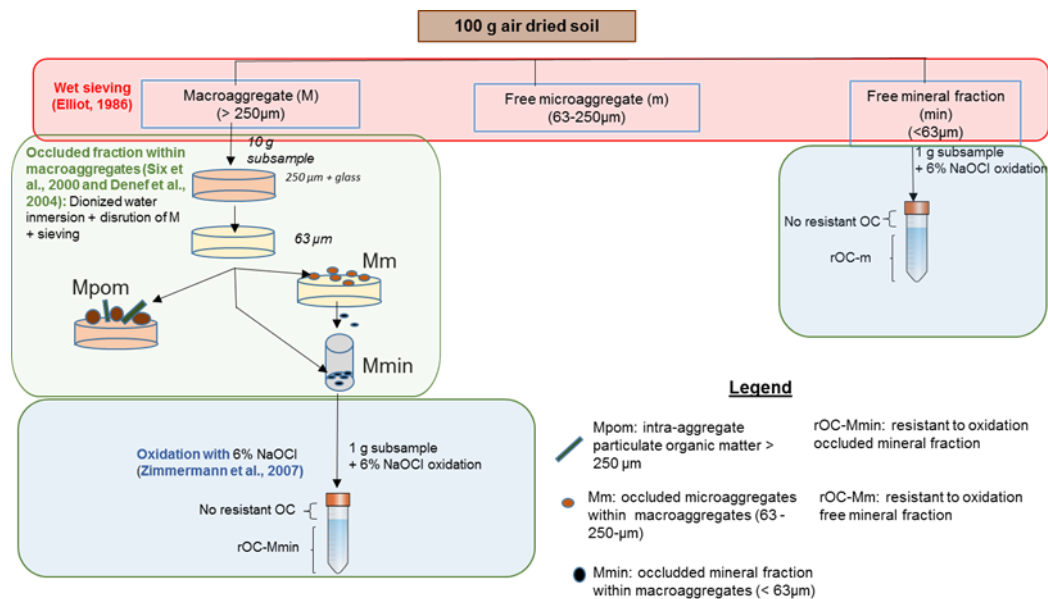 100 g air dried soil
Wet sieving
(Elliot, 1986)
Macroaggregate (M)
(> 250µm)
Free microaggregate (m)
(63-250µm)
Free mineral fraction
(min)
(<63µm)
10 g
subsample
250 µm + glass
Occluded fraction within
macroaggregates (Six
et al., 2000 and Denef et al.,
2004): Dionized water
inmersion + disrution of M
+ sieving
63 µm
Mpom
Mm
Mmin
1 g subsample
+ 6% NaOCl oxidation
No resistant OC
rOC-m
Oxidation with 6% NaOCl
(Zimmermann et al., 2007)
1 g subsample
+ 6% NaOCl oxidation
No resistant OC
rOC-Mmin
Legend
Mpom: intra-aggregate
particulate organic matter >
250 µm
rOC-Mmin: resistant to oxidation
occluded mineral fraction
Mm: occluded microaggregates
within macroaggregates (63 -
250-µm)
rOC-Mm: resistant to oxidation
free mineral fraction
Mmin: occludded mineral fraction
within macroaggregates (< 63µm)